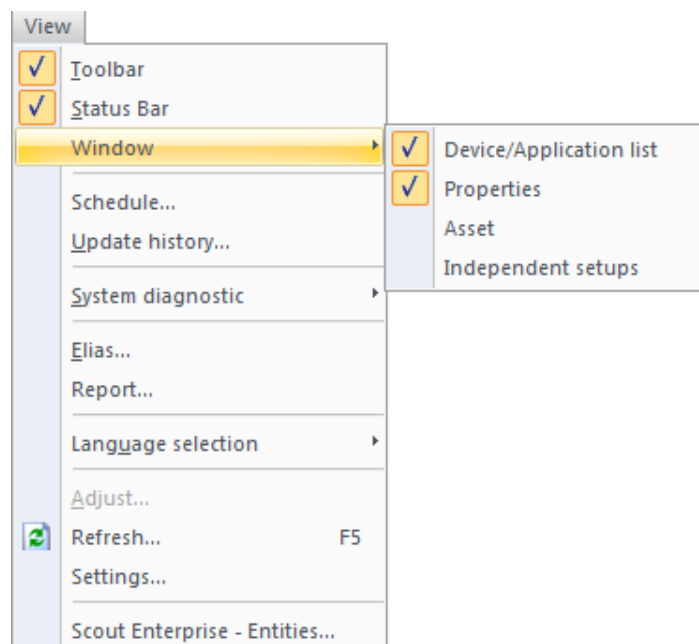 View
Toolbar
Status Bar
Window
Device/Application list
Properties
Asset
Independent setups
Schedule...
Update history...
System diagnostic
Elias...
Report...
Language selection
Adjust...
Refresh... F5
Settings...
Scout Enterprise - Entities...